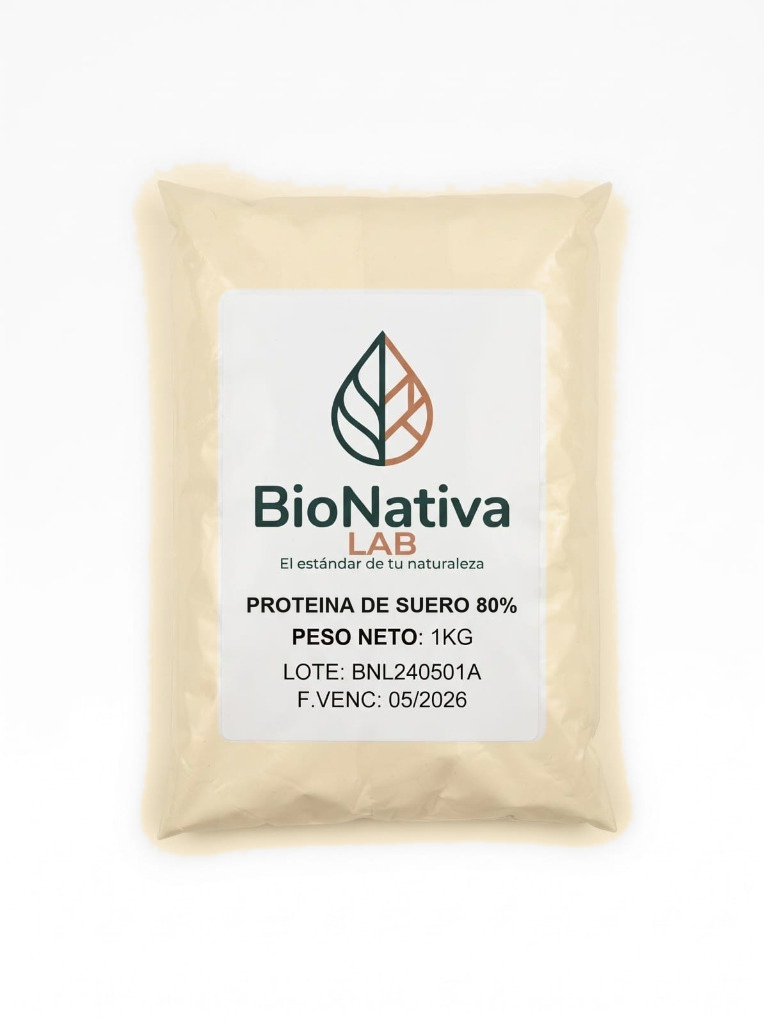 BioNativa
LAB
El estándar de tu naturaleza
PROTEINA DE SUERO 80%
PESO NETO: 1KG
LOTE: BNL240501A
F.VENC: 05/2026